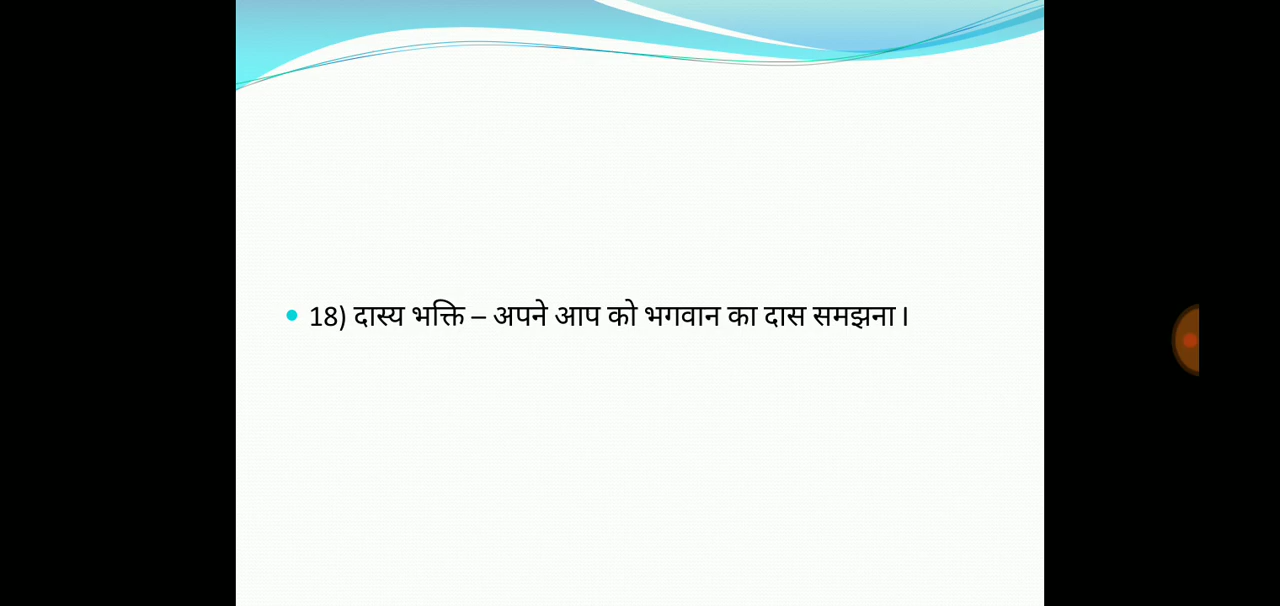 18) दास्य भक्ति – अपने आप को भगवान का दास समझना I